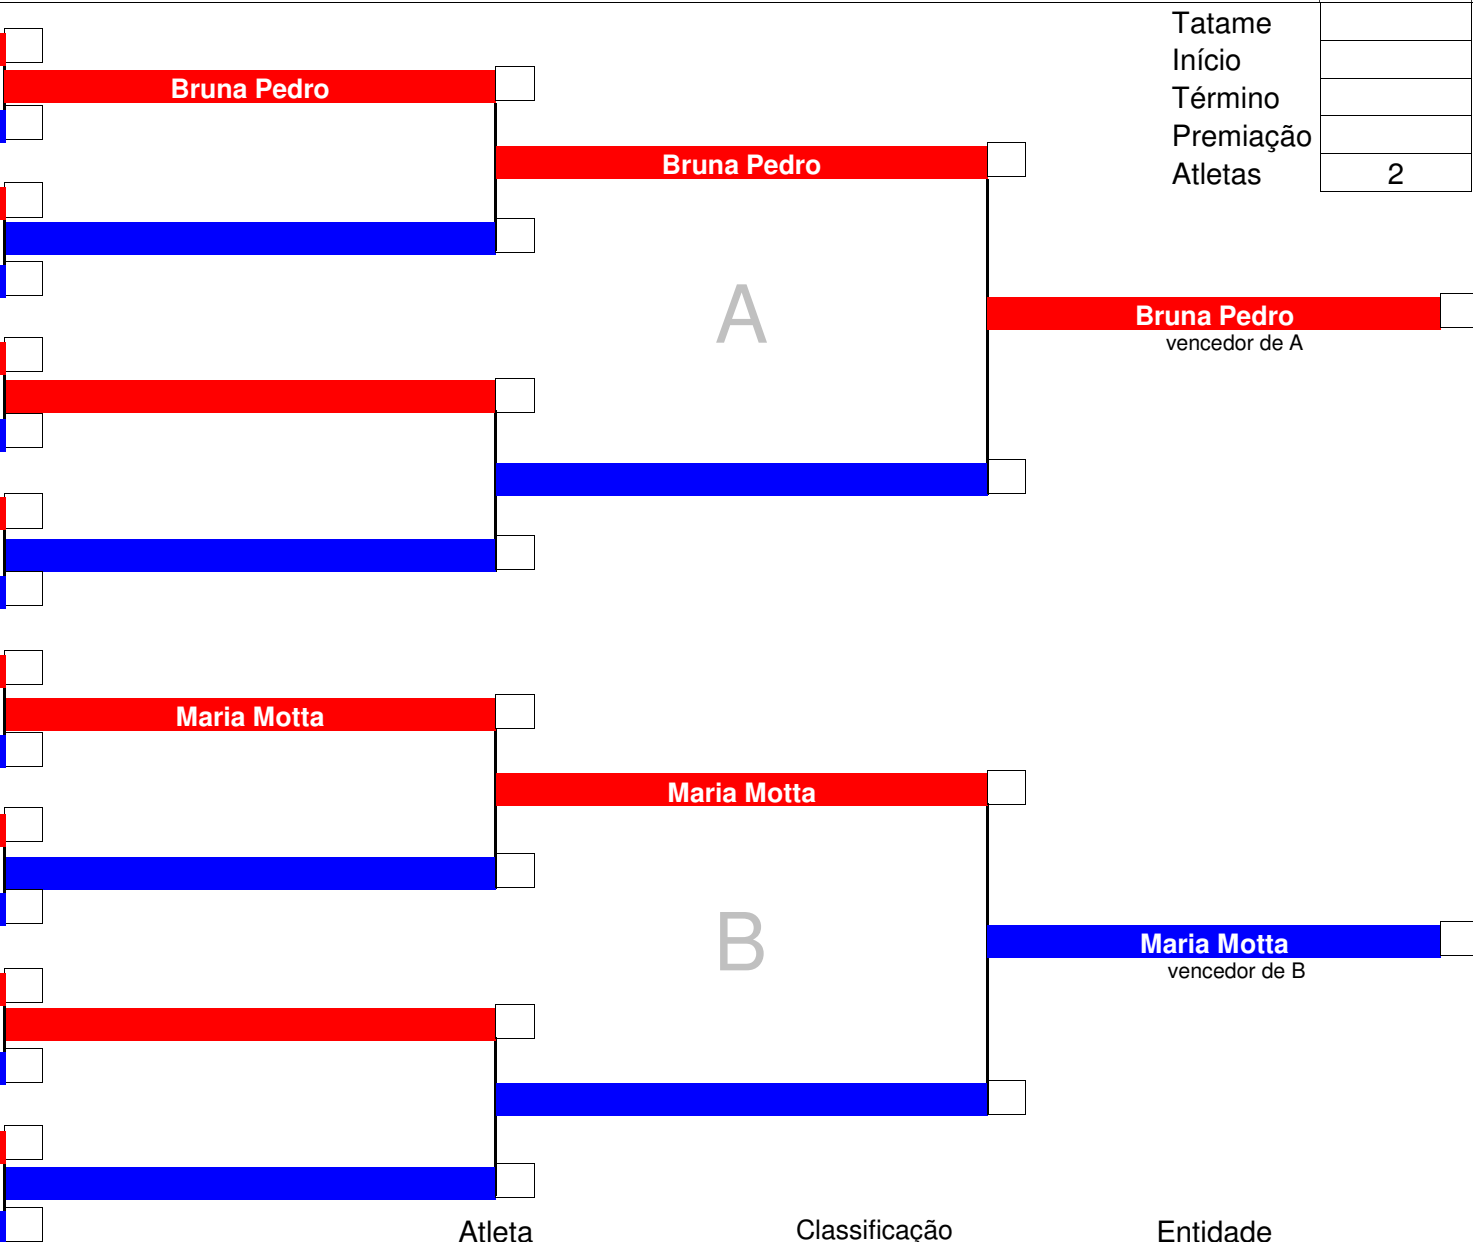 Tatame
Início
Término
Premiação
Atletas 2
Bruna Pedro
Bruna Pedro
A
Bruna Pedro
vencedor de A
Maria Motta
Maria Motta
B
Maria Motta
vencedor de B
Atleta Classificação Entidade